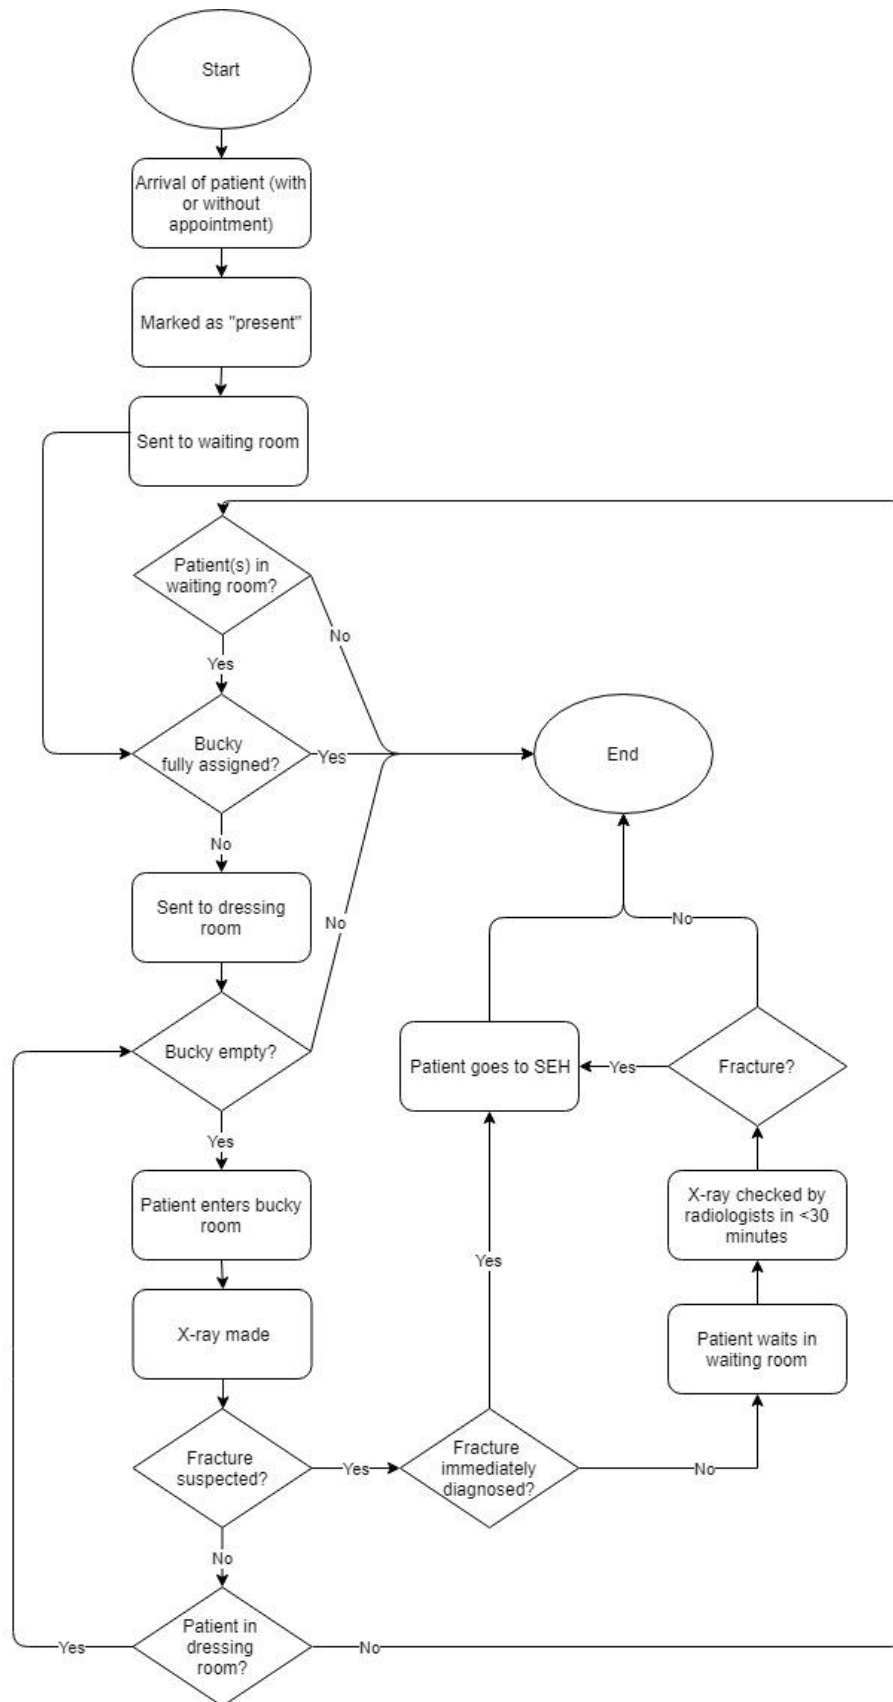 Start
Arrival of patient (with
or without
appointment)
Marked as "present"
Sent to waiting room
Patient(s) in
waiting room?
No
Yes
Bucky
fully assigned?
Yes
End
No
Sent to dressing
room
No
No
Bucky empty?
Patient goes to SEH
Yes
Fracture?
Yes
Patient enters bucky
room
X-ray checked by
radiologists in <30
minutes
Yes
X-ray made
Patient waits in
waiting room
Fracture
suspected?
Yes
Fracture
immediately
diagnosed?
No
No
Patient in
dressing
room?
Yes
No